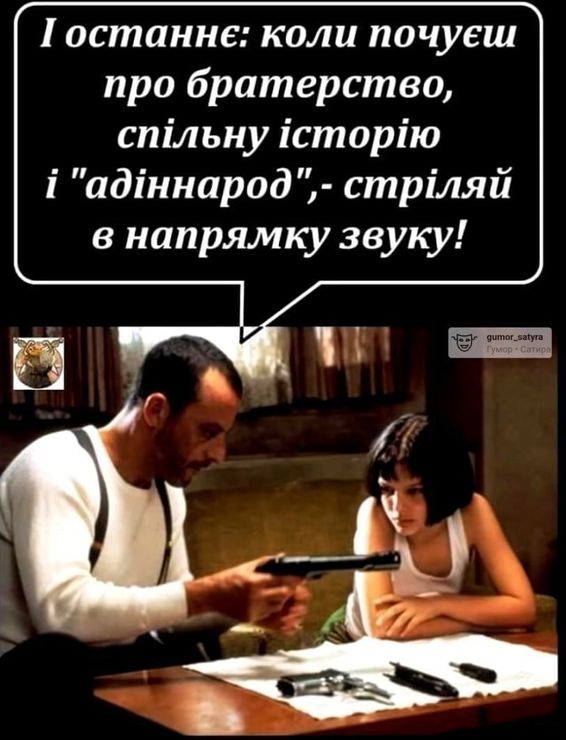 І останнє: коли почуєш
про братерство,
спільну історію
і "адіннарод",- стріляй
в напрямку звуку!
gumor_satyra
Гумор • Сатира